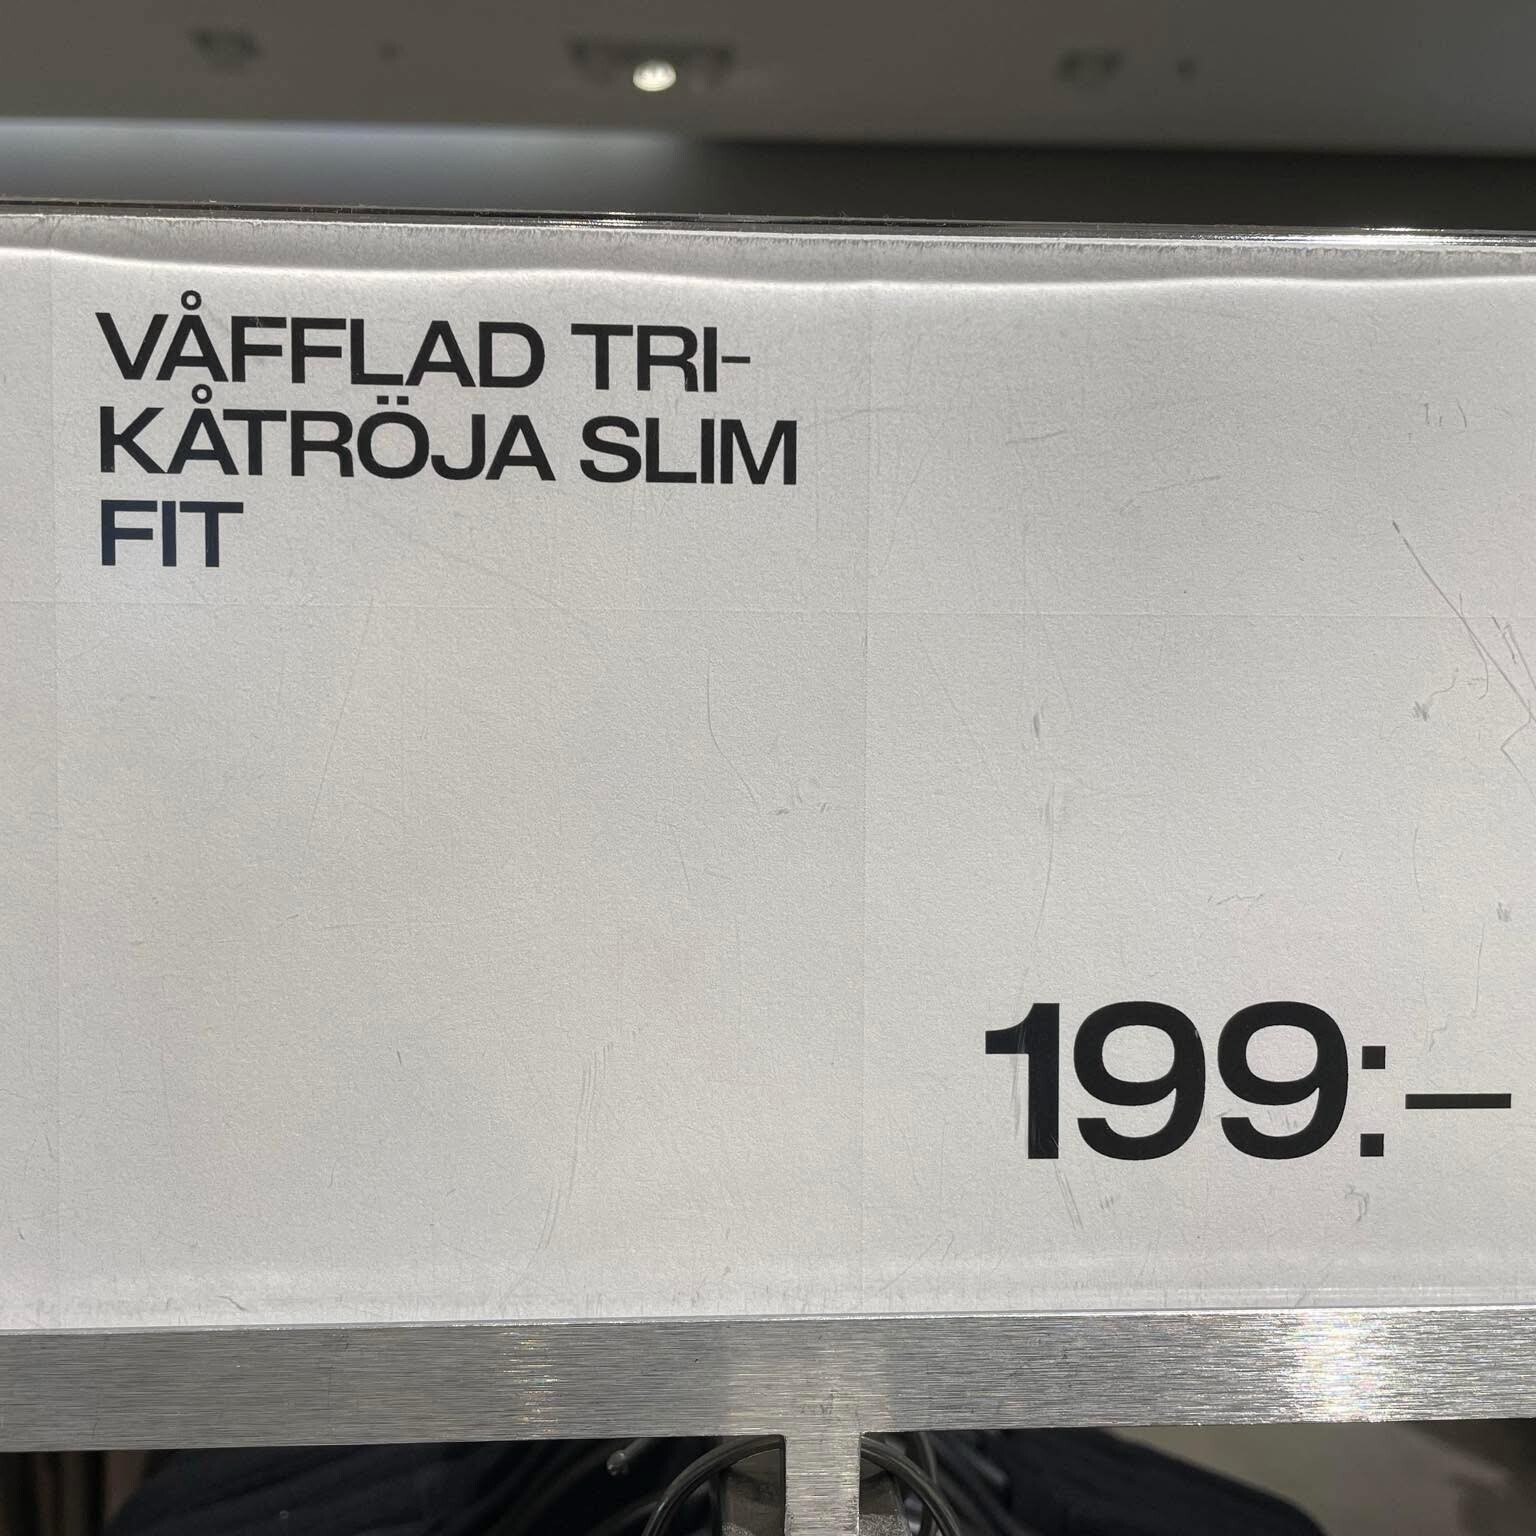 VÅFFLAD TRI-
KÅTRÖJA SLIM
FIT
199:–